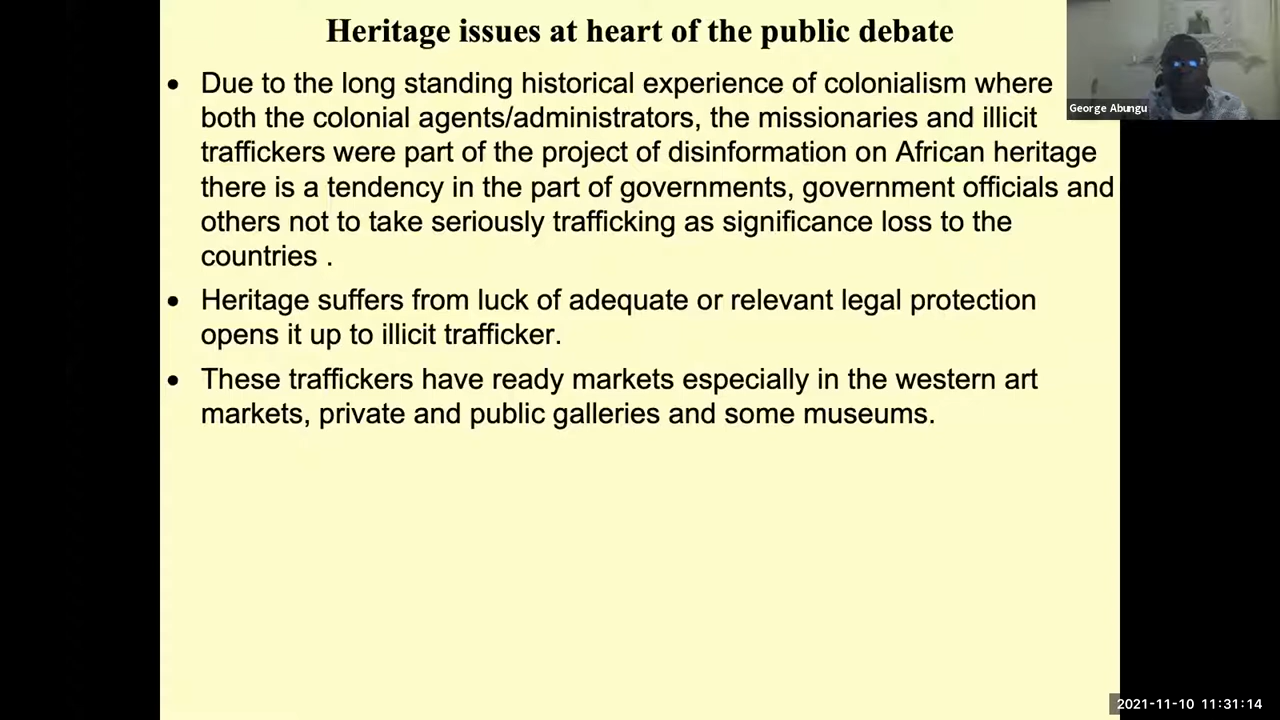 Heritage issues at heart of the public debate
• Due to the long standing historical experience of colonialism where
both the colonial agents/administrators, the missionaries and illicit
traffickers were part of the project of disinformation on African heritage
there is a tendency in the part of governments, government officials and
others not to take seriously trafficking as significance loss to the
countries .
• Heritage suffers from luck of adequate or relevant legal protection
opens it up to illicit trafficker.
• These traffickers have ready markets especially in the western art
markets, private and public galleries and some museums.
George Abungu
2021-11-10 11:31:14